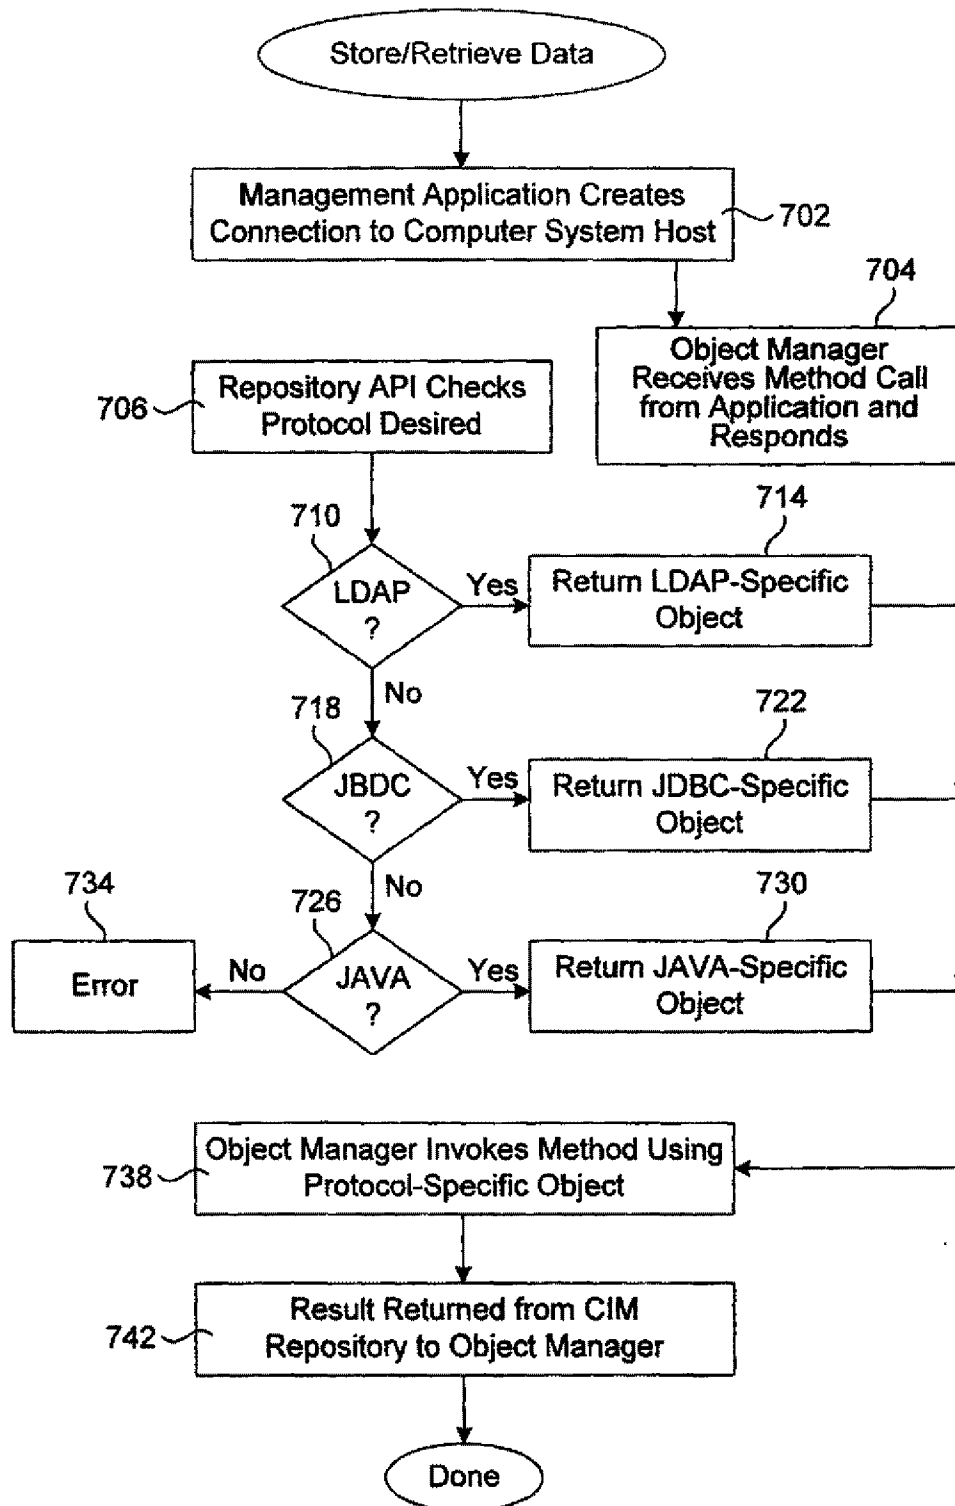 Store/Retrieve Data
Management Application Creates
Connection to Computer System Host
702
704
Object Manager
Receives Method Call
from Application and
Responds
706
Repository API Checks
Protocol Desired
710
LDAP
?
Yes
714
Return LDAP-Specific
Object
No
718
JBDC
?
Yes
722
Return JDBC-Specific
Object
No
726
JAVA
?
Yes
730
Return JAVA-Specific
Object
No
734
Error
738
Object Manager Invokes Method Using
Protocol-Specific Object
742
Result Returned from CIM
Repository to Object Manager
Done